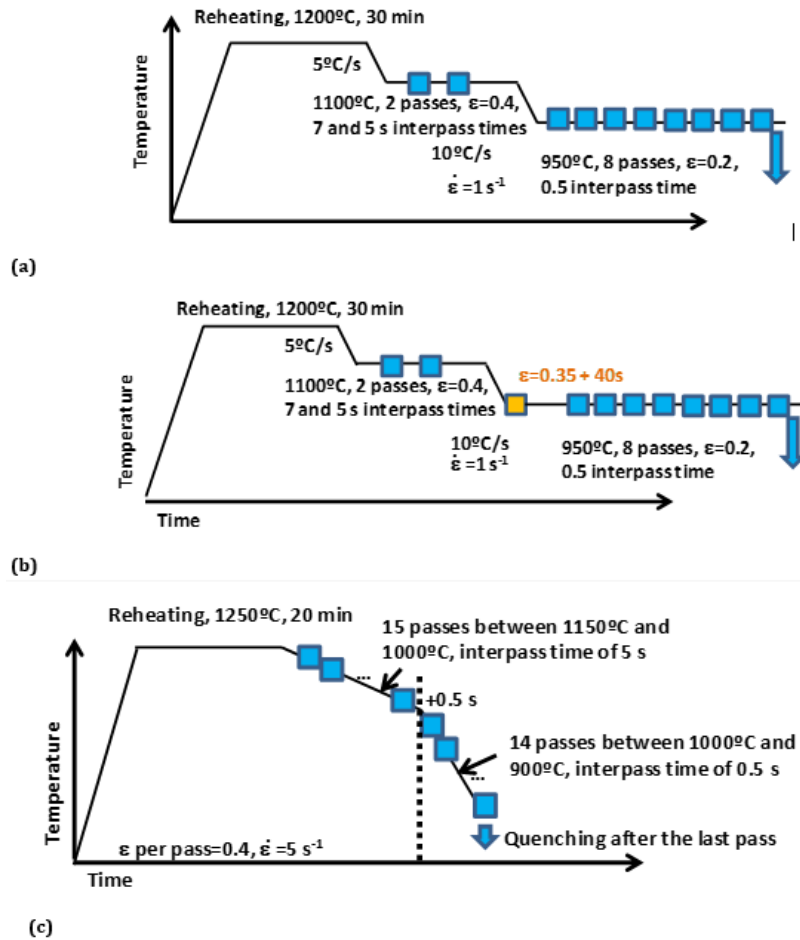 Reheating, 1200ºC, 30 min
5ºC/s
1100ºC, 2 passes, ε=0.4,
7 and 5 s interpass times
10ºC/s
ε̇ =1 s⁻¹
950ºC, 8 passes, ε=0.2,
0.5 interpass time
Temperature
(a)
Reheating, 1200ºC, 30 min
5ºC/s
ε=0.35 + 40s
1100ºC, 2 passes, ε=0.4,
7 and 5 s interpass times
10ºC/s
ε̇ =1 s⁻¹
950ºC, 8 passes, ε=0.2,
0.5 interpass time
Temperature
Time
(b)
Reheating, 1250ºC, 20 min
15 passes between 1150ºC and
1000ºC, interpass time of 5 s
...
+0.5 s
14 passes between 1000ºC and
900ºC, interpass time of 0.5 s
...
Quenching after the last pass
ε per pass=0.4, ε̇ =5 s⁻¹
Temperature
Time
(c)